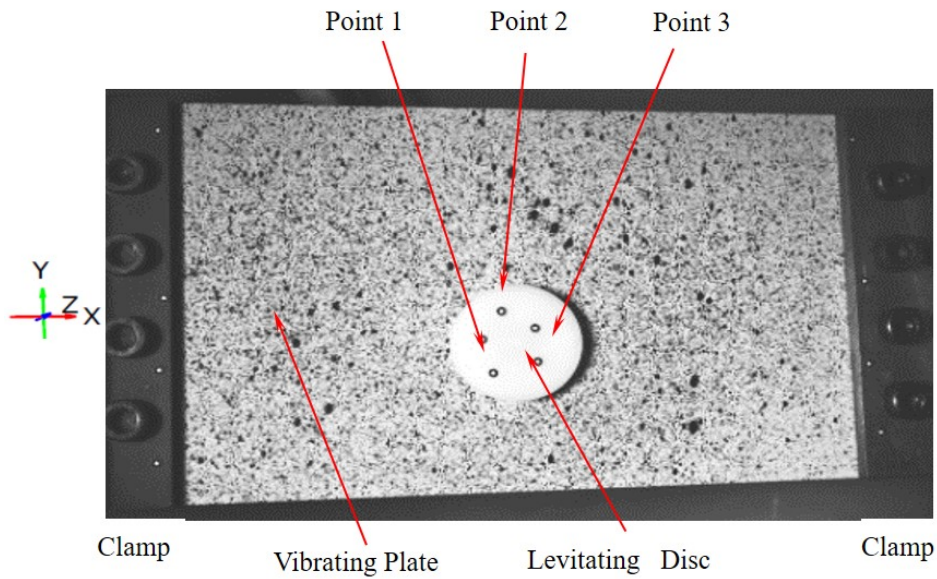 Point 1 Point 2 Point 3
Y
Z
X
Clamp
Vibrating Plate
Levitating Disc
Clamp